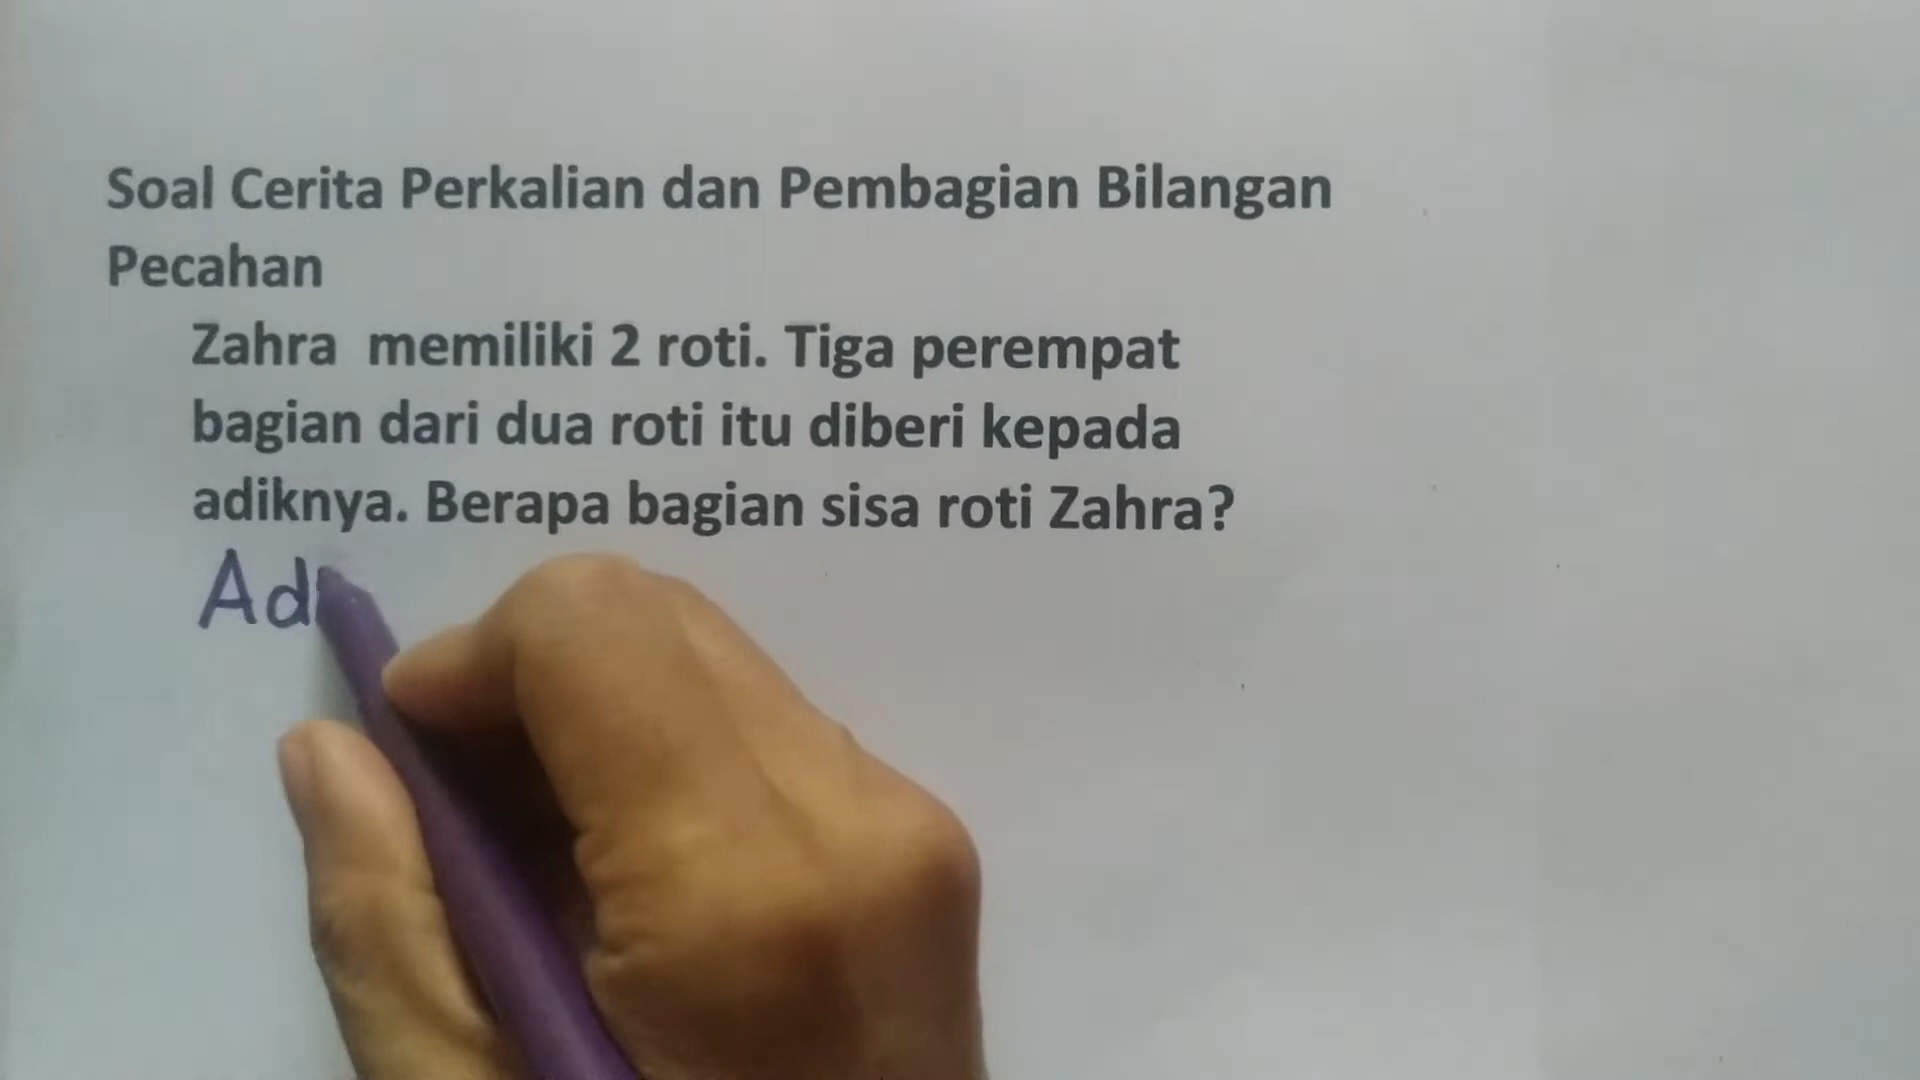 Soal Cerita Perkalian dan Pembagian Bilangan
Pecahan
Zahra memiliki 2 roti. Tiga perempat
bagian dari dua roti itu diberi kepada
adiknya. Berapa bagian sisa roti Zahra?
Adi